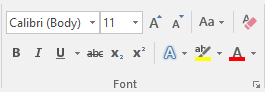 Calibri (Body) 11 A A Aa A
B I U abc X₂ X² A ab A
Font